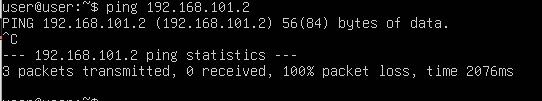 user@user:~$ ping 192.168.101.2
PING 192.168.101.2 (192.168.101.2) 56(84) bytes of data.
^C
--- 192.168.101.2 ping statistics ---
3 packets transmitted, 0 received, 100% packet loss, time 2076ms
user@user:~$